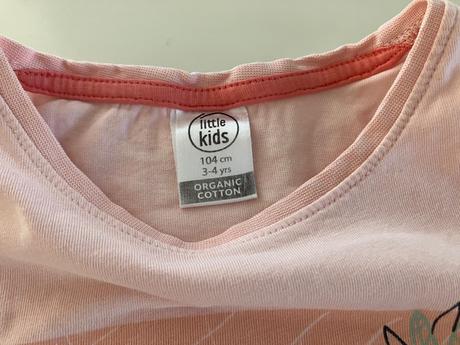 little
kids
104 cm
3-4 yrs
ORGANIC
COTTON